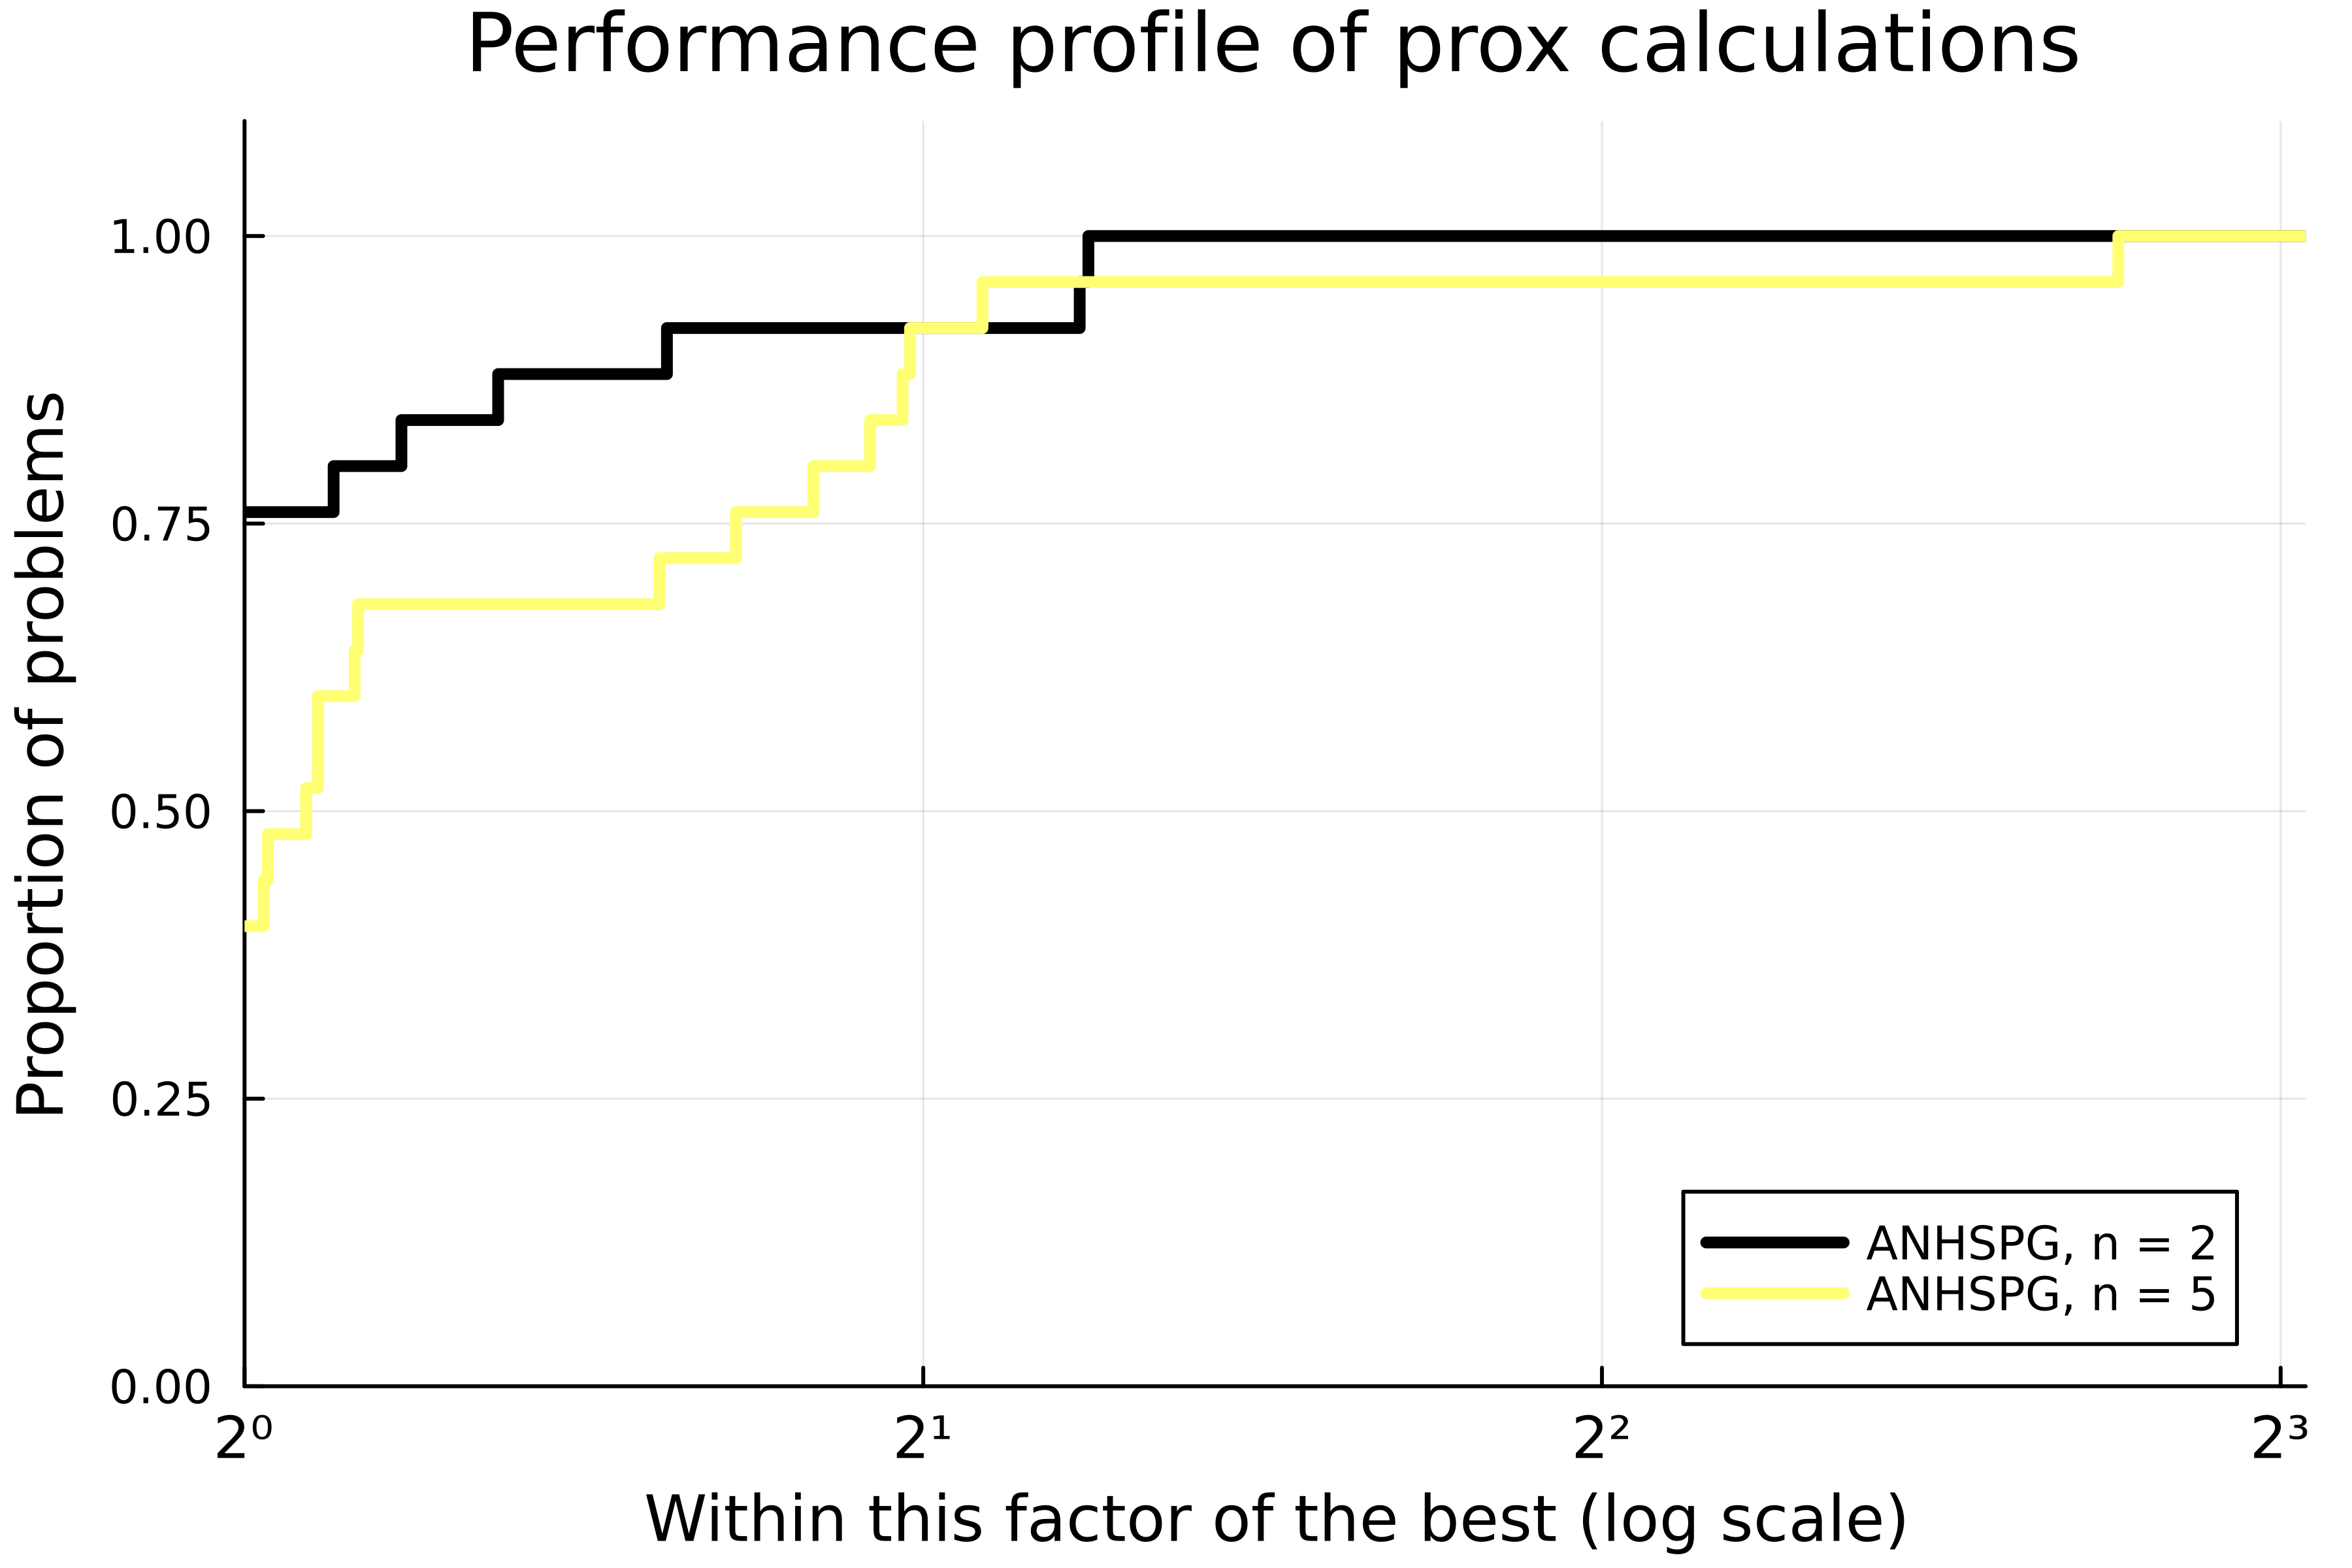 Performance profile of prox calculations
Proportion of problems
1.00
0.75
0.50
0.25
0.00
2⁰
2¹
2²
2³
Within this factor of the best (log scale)
ANHSPG, n = 2
ANHSPG, n = 5